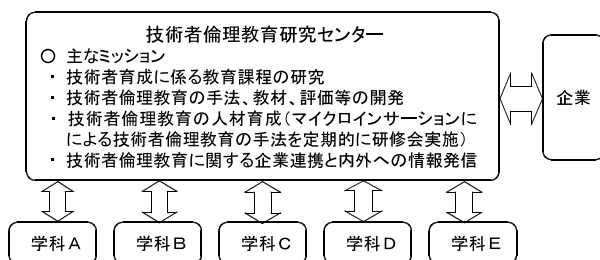 技術者倫理教育研究センター
○ 主なミッション
・ 技術者育成に係る教育課程の研究
・ 技術者倫理教育の手法、教材、評価等の開発
・ 技術者倫理教育の人材育成(マイクロインサーションに
による技術者倫理教育の手法を定期的に研修会実施)
・ 技術者倫理教育に関する企業連携と内外への情報発信
企業
学科A 学科B 学科C 学科D 学科E